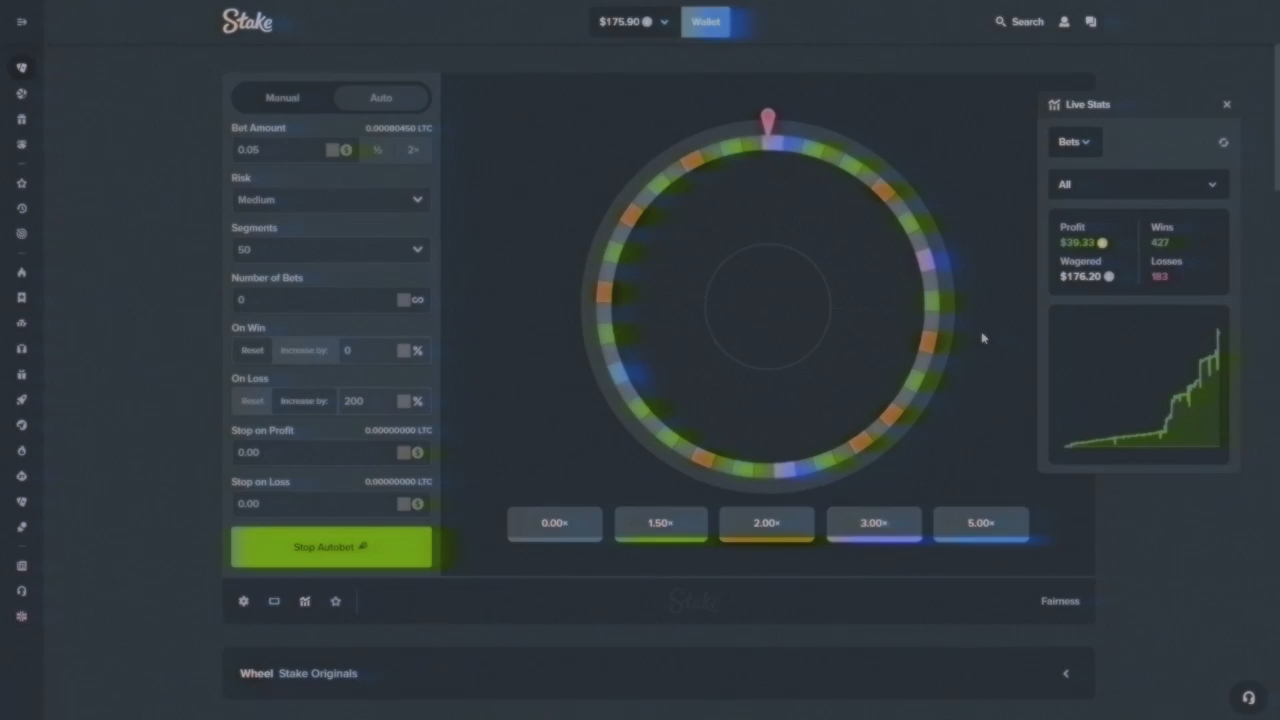 Stake
$175.90
Wallet
Search
Manual
Auto
Bet Amount
0.00080450 LTC
0.05
½
2×
Risk
Medium
Segments
50
Number of Bets
0
On Win
Reset
Increase by:
0
%
On Loss
Reset
Increase by:
200
%
Stop on Profit
0.00000000 LTC
0.00
Stop on Loss
0.00000000 LTC
0.00
Stop Autobet
0.00×
1.50×
2.00×
3.00×
5.00×
Live Stats
Bets
All
Profit
Wins
$39.33
427
Wagered
Losses
$176.20
183
Stake
Fairness
Wheel Stake Originals